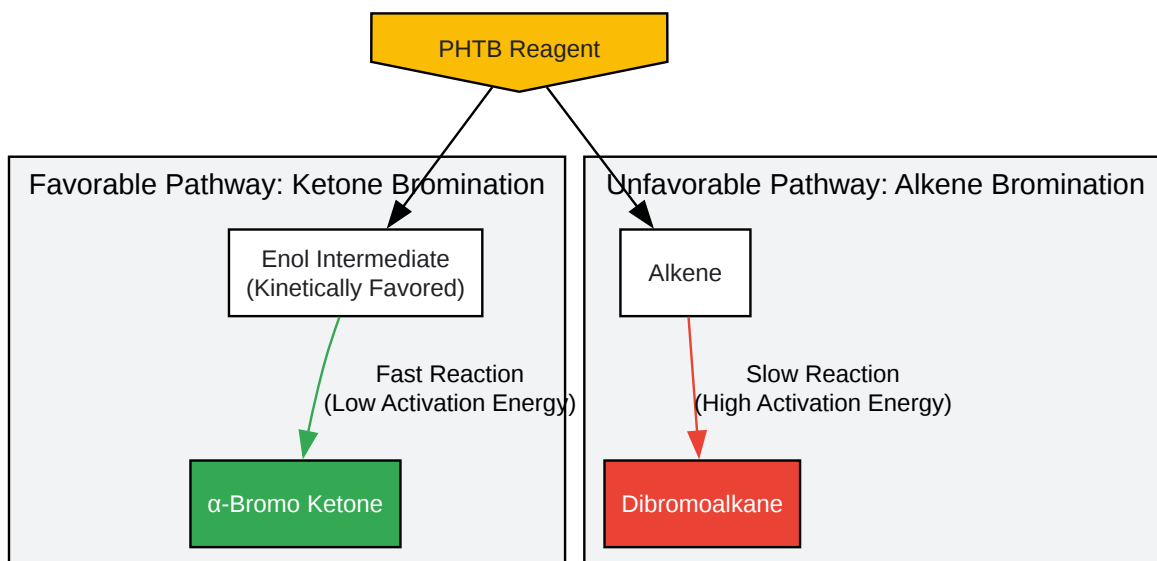 PHTB Reagent
Favorable Pathway: Ketone Bromination
Enol Intermediate
(Kinetically Favored)
Fast Reaction
(Low Activation Energy)
α-Bromo Ketone
Unfavorable Pathway: Alkene Bromination
Alkene
Slow Reaction
(High Activation Energy)
Dibromoalkane